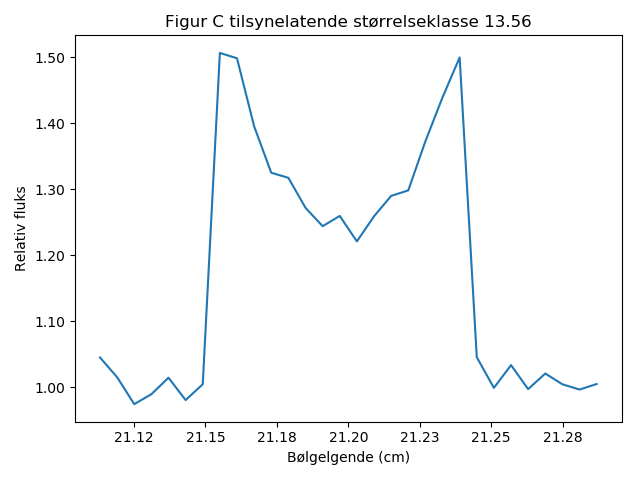 Figur C tilsynelatende størrelseklasse 13.56
1.50
1.40
1.30
1.20
1.10
1.00
Relativ fluks
21.12 21.15 21.18 21.20 21.23 21.25 21.28
Bølgelgende (cm)